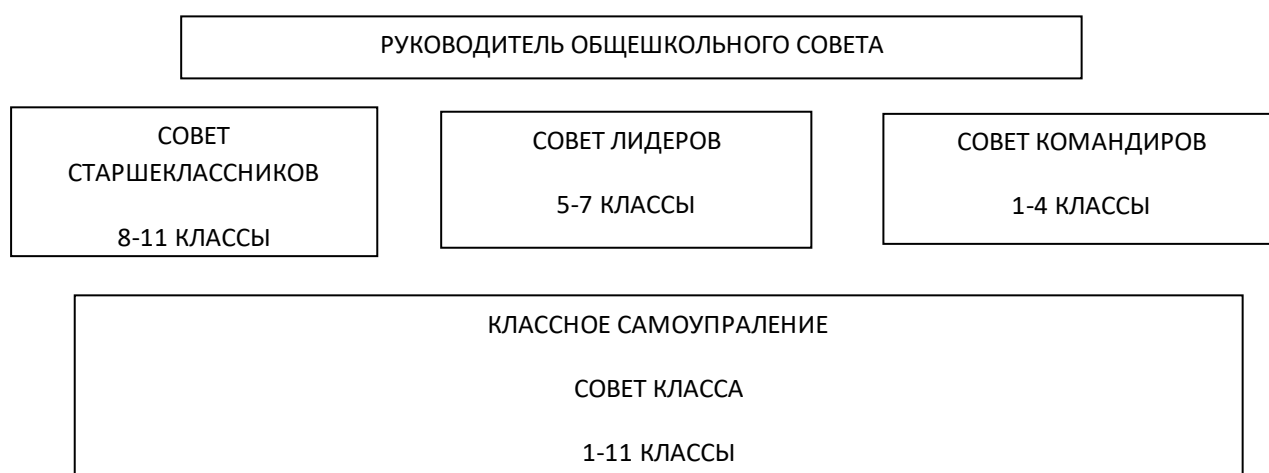 РУКОВОДИТЕЛЬ ОБЩЕШКОЛЬНОГО СОВЕТА
СОВЕТ
СТАРШЕКЛАССНИКОВ
8-11 КЛАССЫ
СОВЕТ ЛИДЕРОВ
5-7 КЛАССЫ
СОВЕТ КОМАНДИРОВ
1-4 КЛАССЫ
КЛАССНОЕ САМОУПРАЛЕНИЕ
СОВЕТ КЛАССА
1-11 КЛАССЫ